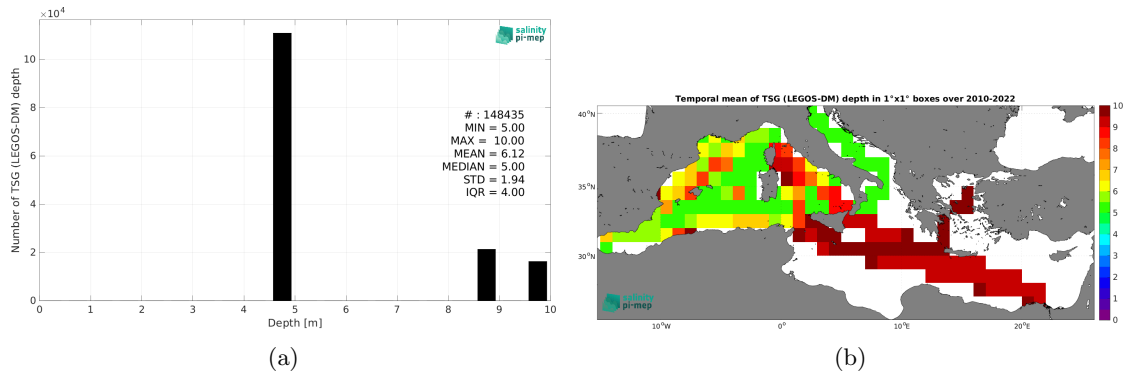 ×10⁴
salinity
pi-mep
Number of TSG (LEGOS-DM) depth
10
8
6
4
2
0
# : 148435
MIN = 5.00
MAX = 10.00
MEAN = 6.12
MEDIAN = 5.00
STD = 1.94
IQR = 4.00
0 1 2 3 4 5 6 7 8 9 10
Depth [m]
(a)
Temporal mean of TSG (LEGOS-DM) depth in 1°x1° boxes over 2010-2022
40°N
35°N
30°N
10°W 0° 10°E 20°E
salinity
pi-mep
10
9
8
7
6
5
4
3
2
1
0
(b)